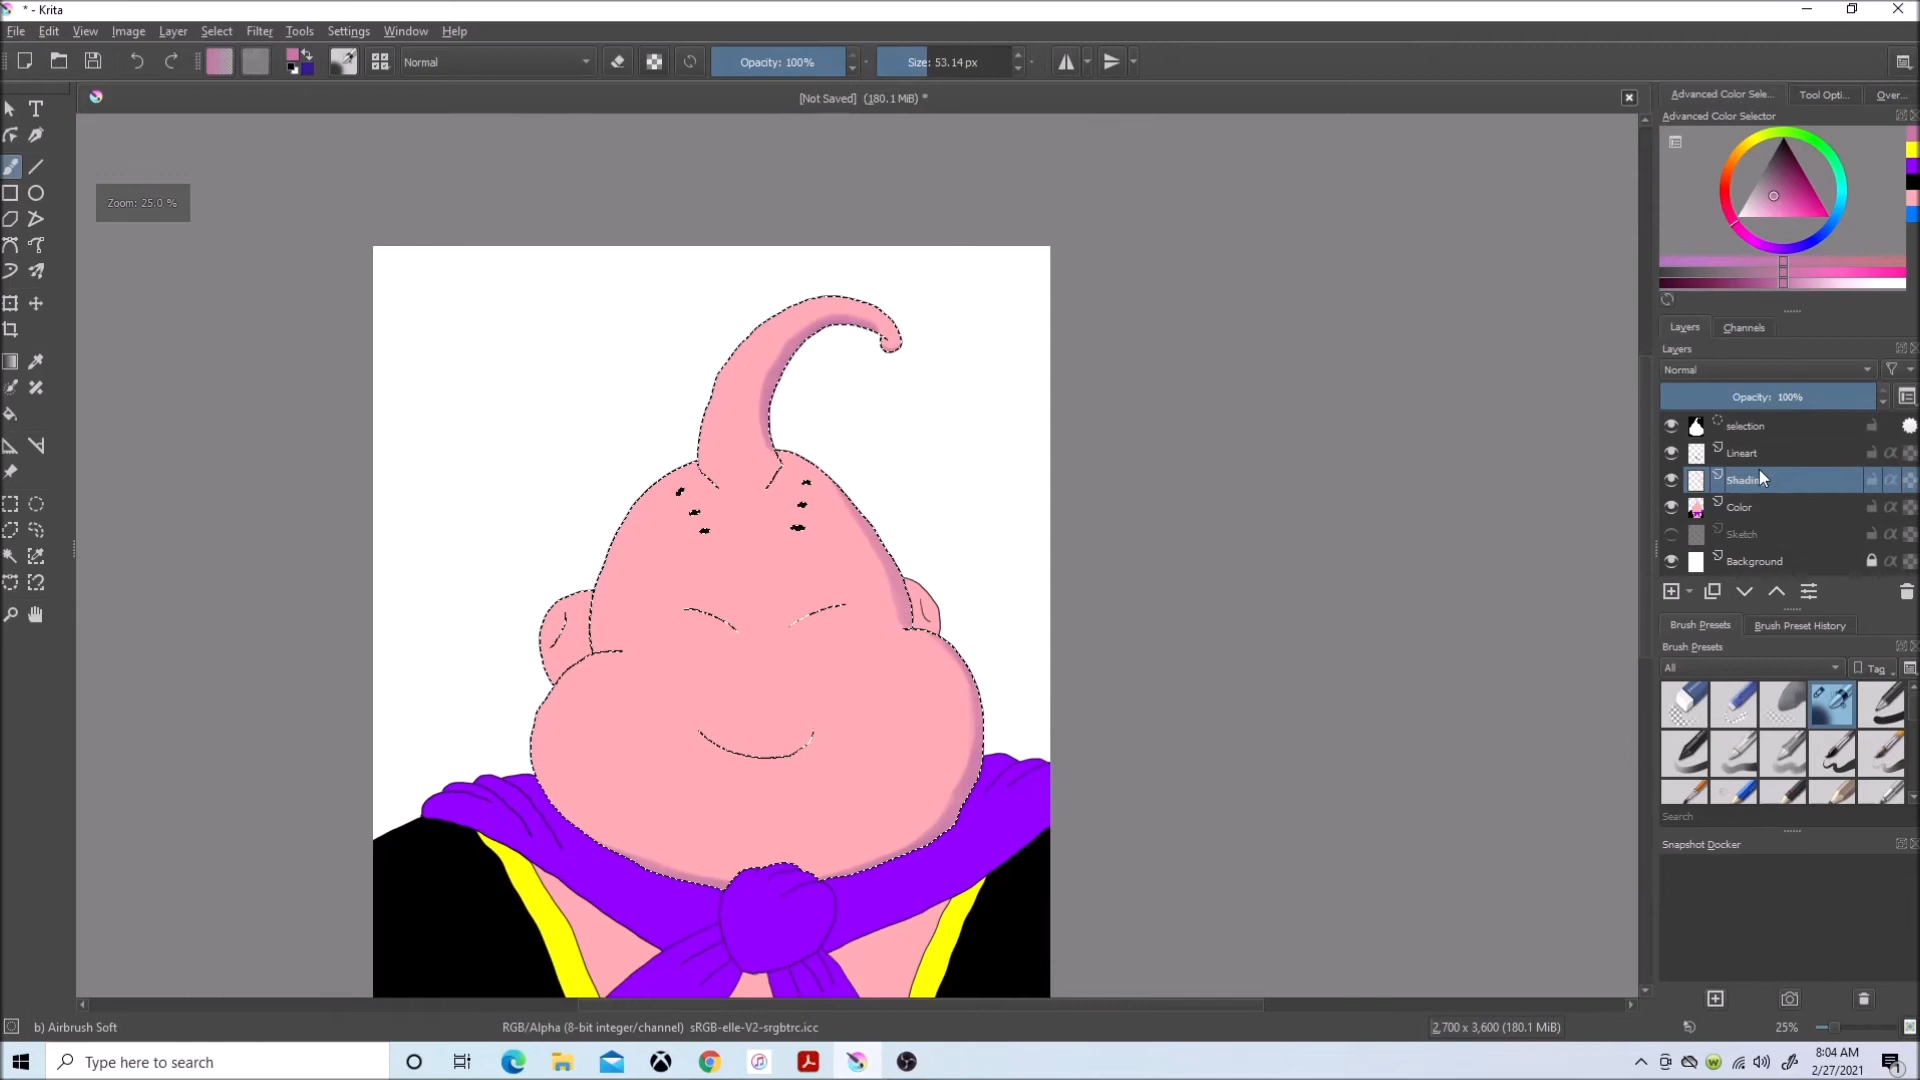 * - Krita
File Edit View Image Layer Select Filter Tools Settings Window Help
Normal Opacity: 100% Size: 53.14 px
[Not Saved] (180.1 MiB) *
Advanced Color Sele... Tool Opti... Over...
Advanced Color Selector
Zoom: 25.0 %
Layers Channels
Layers
Normal
Opacity: 100%
selection
Lineart
Shadin
Color
Sketch
Background
Brush Presets Brush Preset History
Brush Presets
All Tag
Search
Snapshot Docker
b) Airbrush Soft RGB/Alpha (8-bit integer/channel) sRGB-elle-V2-srgbtrc.icc 2,700 x 3,600 (180.1 MiB) 25%
Type here to search
8:04 AM
2/27/2021